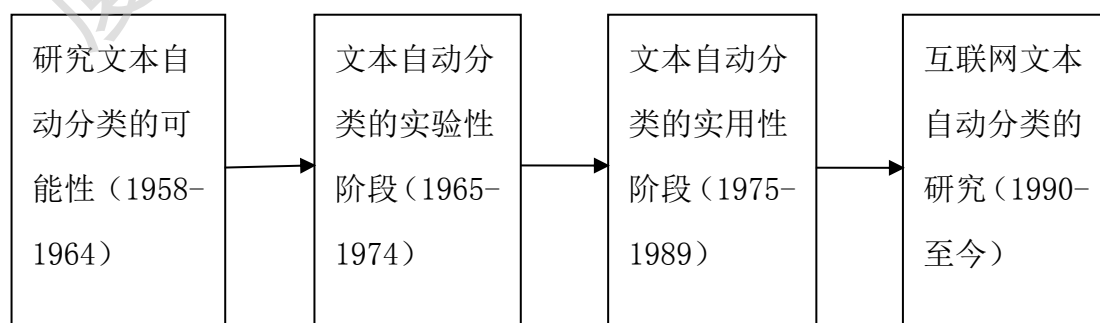 研究文本自
动分类的可
能性（1958-
1964）
文本自动分
类的实验性
阶段（1965-
1974）
文本自动分
类的实用性
阶段（1975-
1989）
互联网文本
自动分类的
研究（1990-
至今）